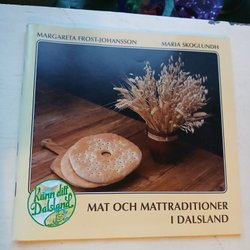 MARGARETA FROST-JOHANSSON MARIA SKOGLUNDH
Känn ditt
Dalsland
MAT OCH MATTRADITIONER
I DALSLAND